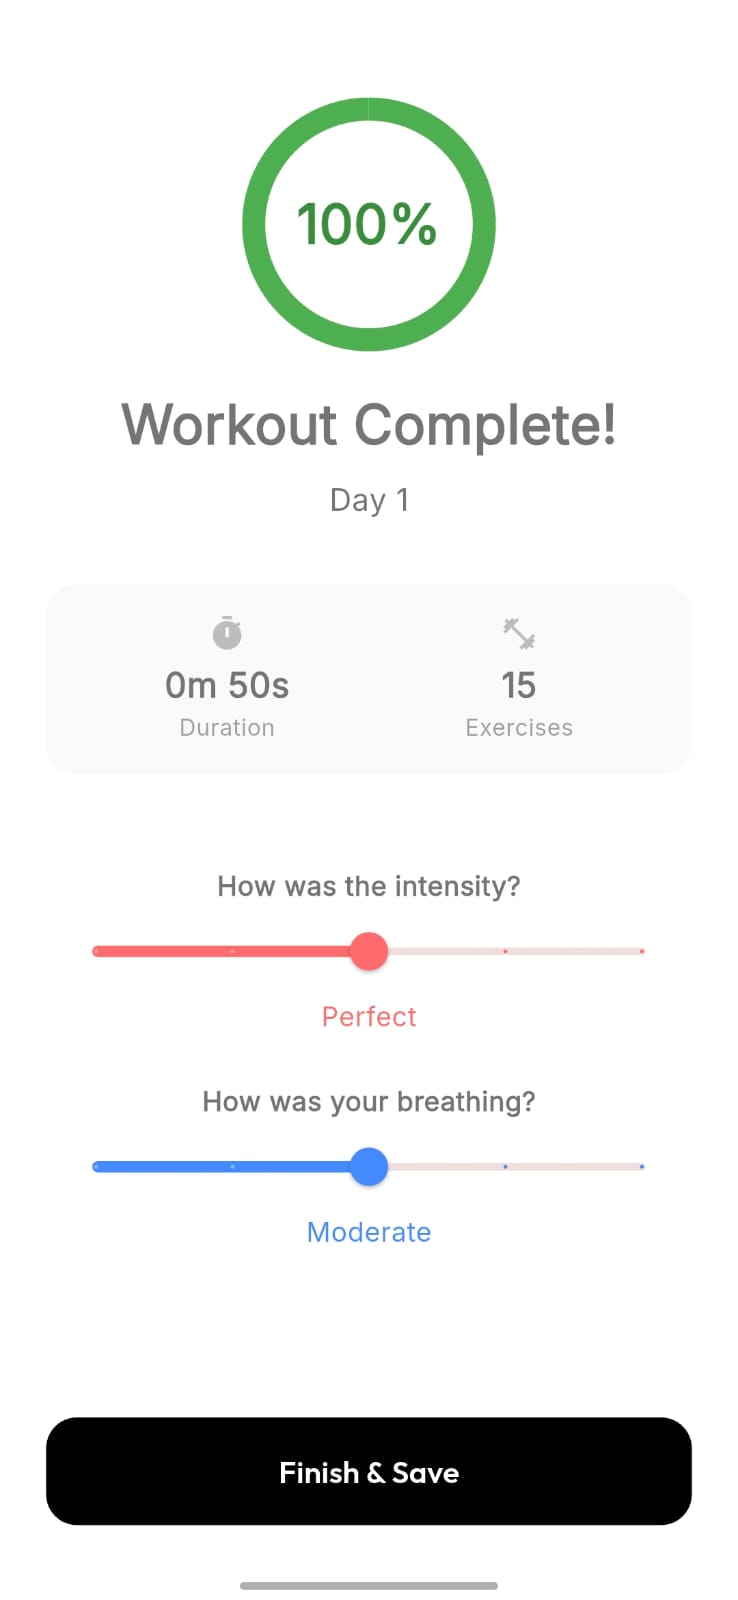 100%
Workout Complete!
Day 1
0m 50s
15
Duration
Exercises
How was the intensity?
Perfect
How was your breathing?
Moderate
Finish & Save